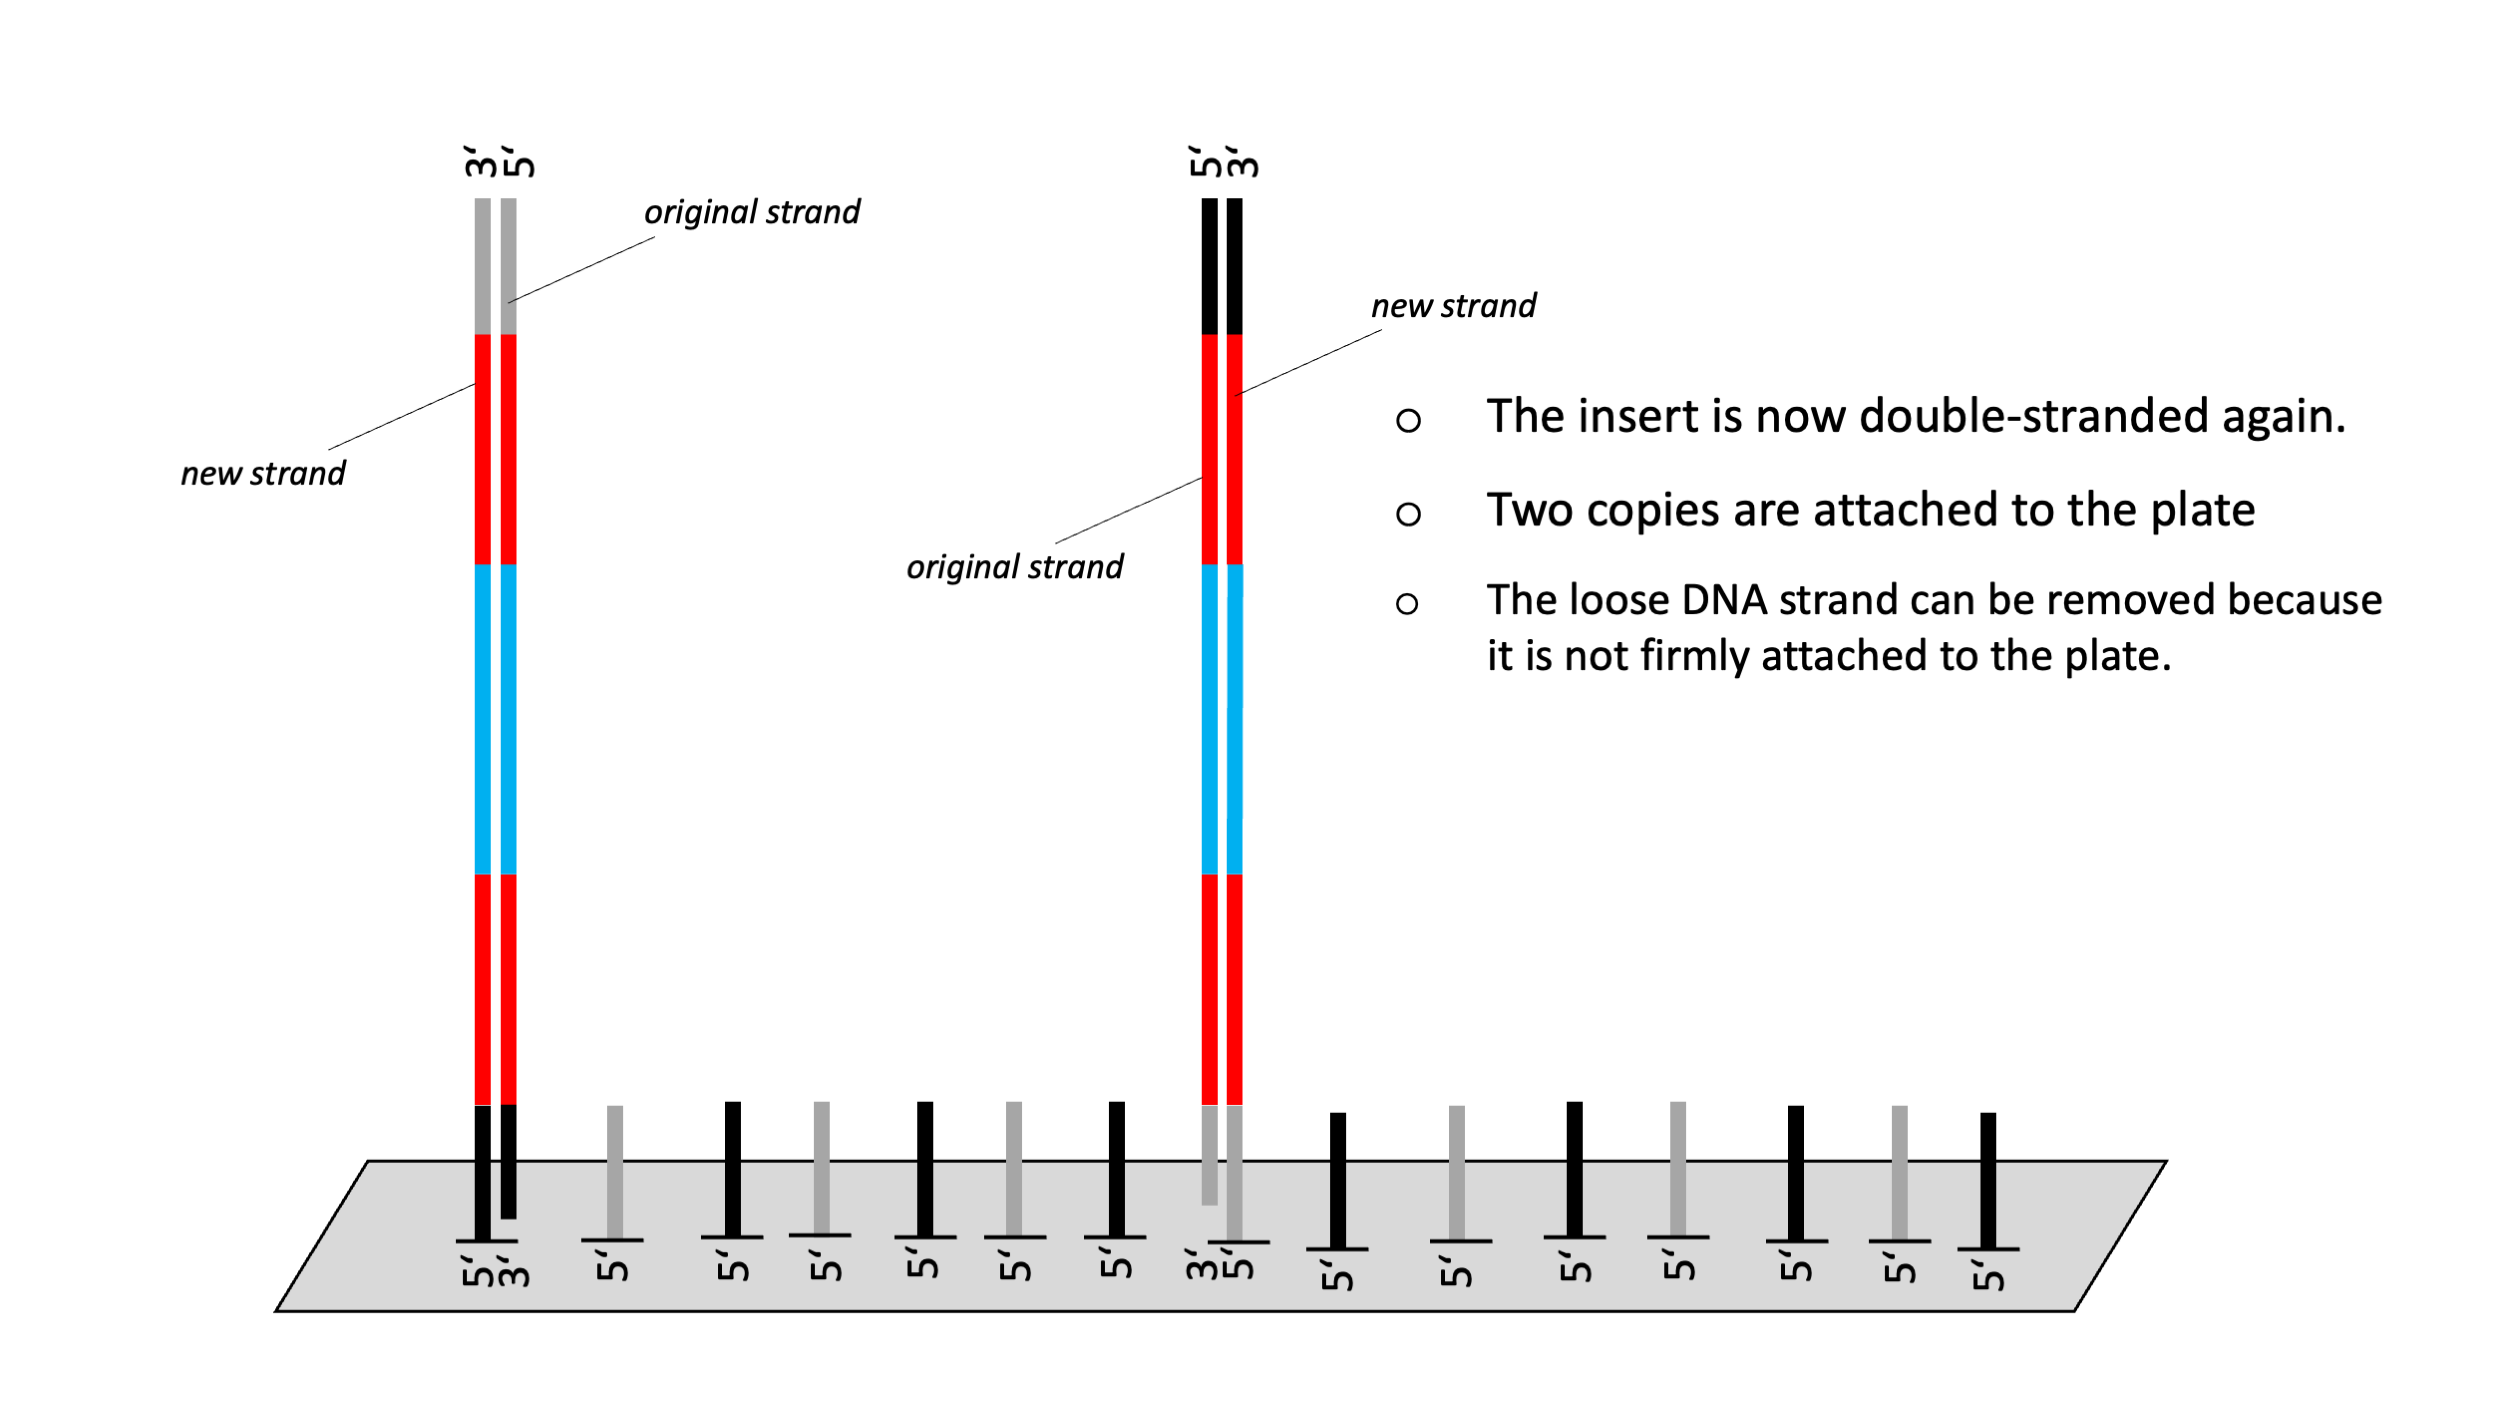 3‘ 5‘ 5‘ 3‘
original strand
new strand
new strand
original strand
○ The insert is now double-stranded again.
○ Two copies are attached to the plate
○ The loose DNA strand can be removed because
it is not firmly attached to the plate.
5‘ 3‘ 5‘ 5‘ 5‘ 5‘ 5‘ 5‘ 3‘ 5‘ 5‘ 5‘ 5‘ 5‘ 5‘ 5‘ 5‘